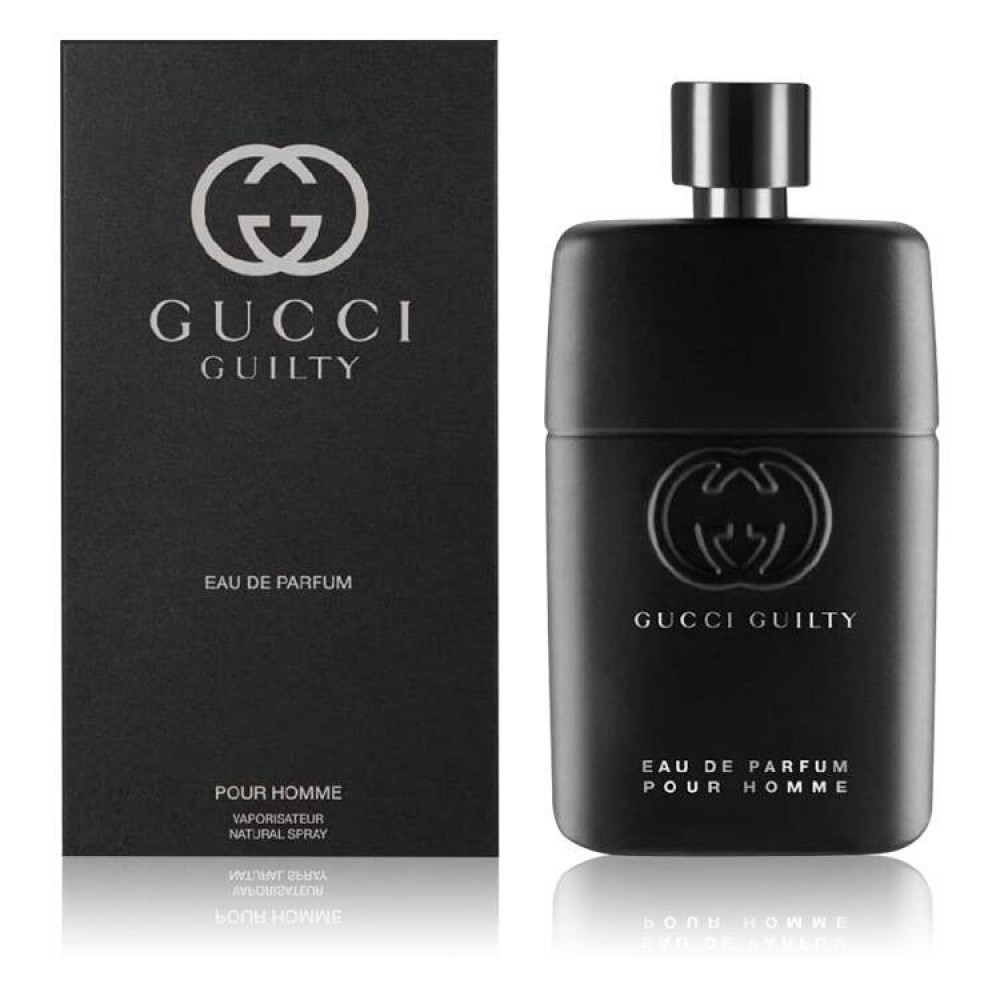 GUCCI
GUILTY
EAU DE PARFUM
POUR HOMME
VAPORISATEUR
NATURAL SPRAY
GUCCI GUILTY
EAU DE PARFUM
POUR HOMME